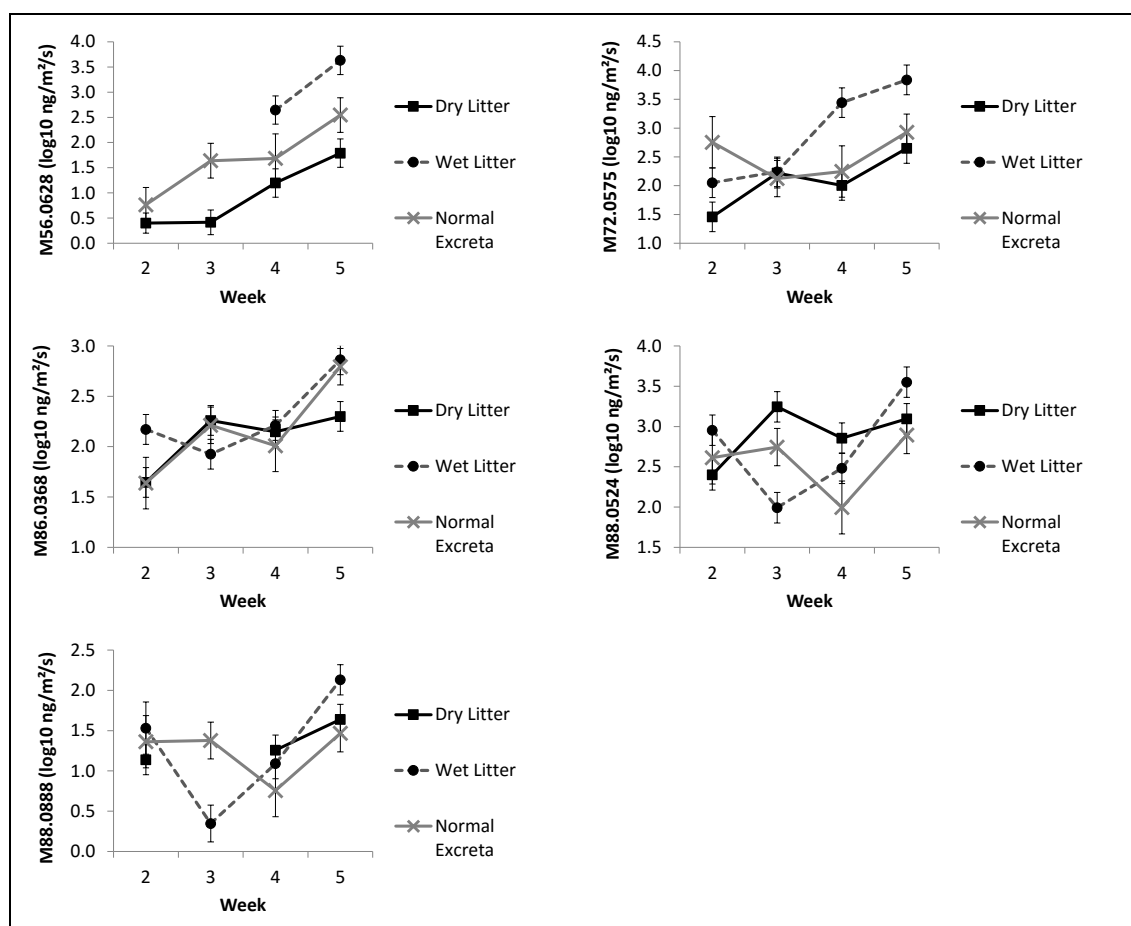 M56.0628 (log10 ng/m²/s)
4.0
3.5
3.0
2.5
2.0
1.5
1.0
0.5
0.0
2 3 4 5
Week
Dry Litter
Wet Litter
Normal
Excreta
M72.0575 (log10 ng/m²/s)
4.5
4.0
3.5
3.0
2.5
2.0
1.5
1.0
2 3 4 5
Week
Dry Litter
Wet Litter
Normal
Excreta
M86.0368 (log10 ng/m²/s)
3.0
2.5
2.0
1.5
1.0
2 3 4 5
Week
Dry Litter
Wet Litter
Normal
Excreta
M88.0524 (log10 ng/m²/s)
4.0
3.5
3.0
2.5
2.0
1.5
2 3 4 5
Week
Dry Litter
Wet Litter
Normal
Excreta
M88.0888 (log10 ng/m²/s)
2.5
2.0
1.5
1.0
0.5
0.0
2 3 4 5
Week
Dry Litter
Wet Litter
Normal
Excreta